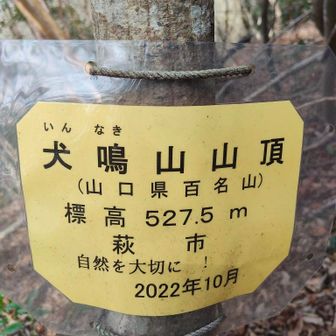 いん なき
犬鳴山山頂
(山口県百名山)
標高 527.5 m
萩 市
自然を大切に !
2022年10月